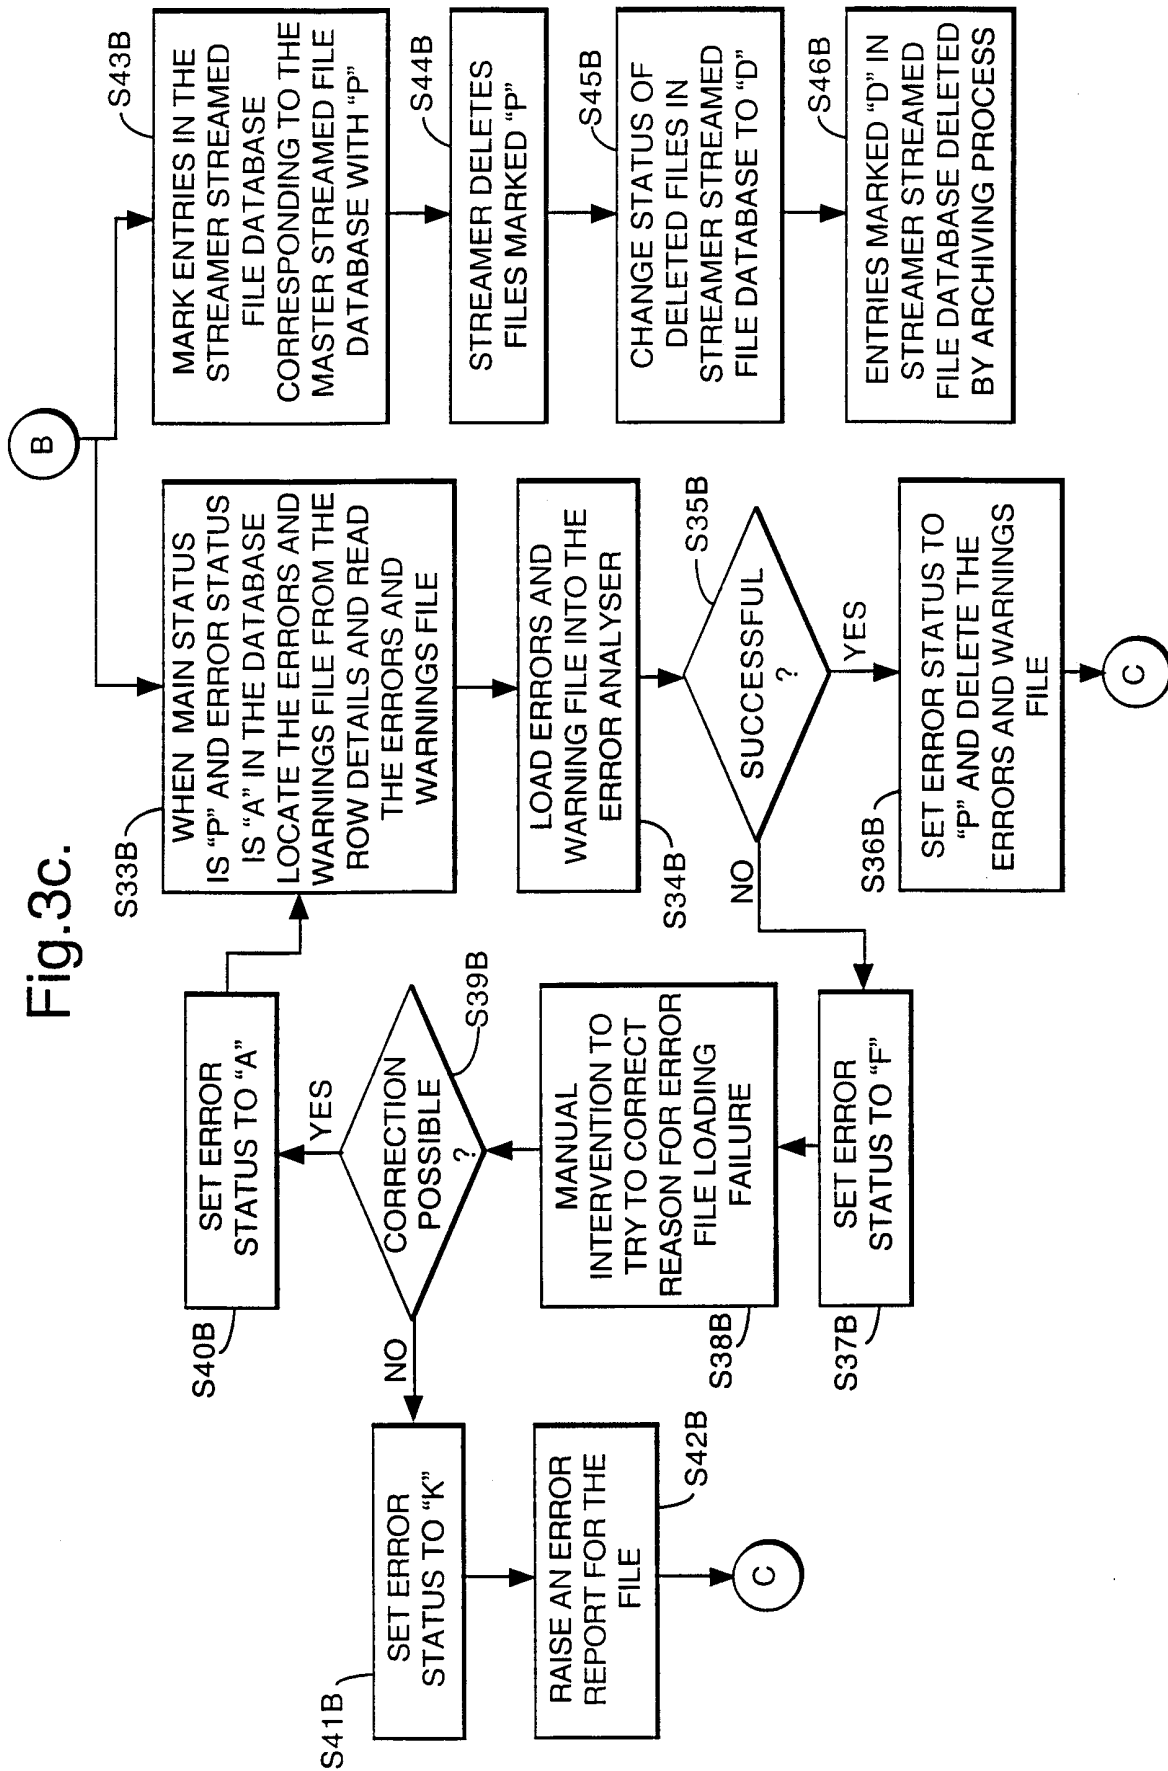 Fig.3c.
B
S33B
WHEN MAIN STATUS
IS “P” AND ERROR STATUS
IS “A” IN THE DATABASE
LOCATE THE ERRORS AND
WARNINGS FILE FROM THE
ROW DETAILS AND READ
THE ERRORS AND
WARNINGS FILE
S34B
LOAD ERRORS AND
WARNING FILE INTO THE
ERROR ANALYSER
S35B
SUCCESSFUL
?
YES
NO
S36B
SET ERROR STATUS TO
“P” AND DELETE THE
ERRORS AND WARNINGS
FILE
C
S37B
SET ERROR
STATUS TO “F”
S38B
MANUAL
INTERVENTION TO
TRY TO CORRECT
REASON FOR ERROR
FILE LOADING
FAILURE
S39B
CORRECTION
POSSIBLE
?
YES
NO
S40B
SET ERROR
STATUS TO “A”
S41B
SET ERROR
STATUS TO “K”
S42B
RAISE AN ERROR
REPORT FOR THE
FILE
C
S43B
MARK ENTRIES IN THE
STREAMER STREAMED
FILE DATABASE
CORRESPONDING TO THE
MASTER STREAMED FILE
DATABASE WITH “P”
S44B
STREAMER DELETES
FILES MARKED “P”
S45B
CHANGE STATUS OF
DELETED FILES IN
STREAMER STREAMED
FILE DATABASE TO “D”
S46B
ENTRIES MARKED “D” IN
STREAMER STREAMED
FILE DATABASE DELETED
BY ARCHIVING PROCESS